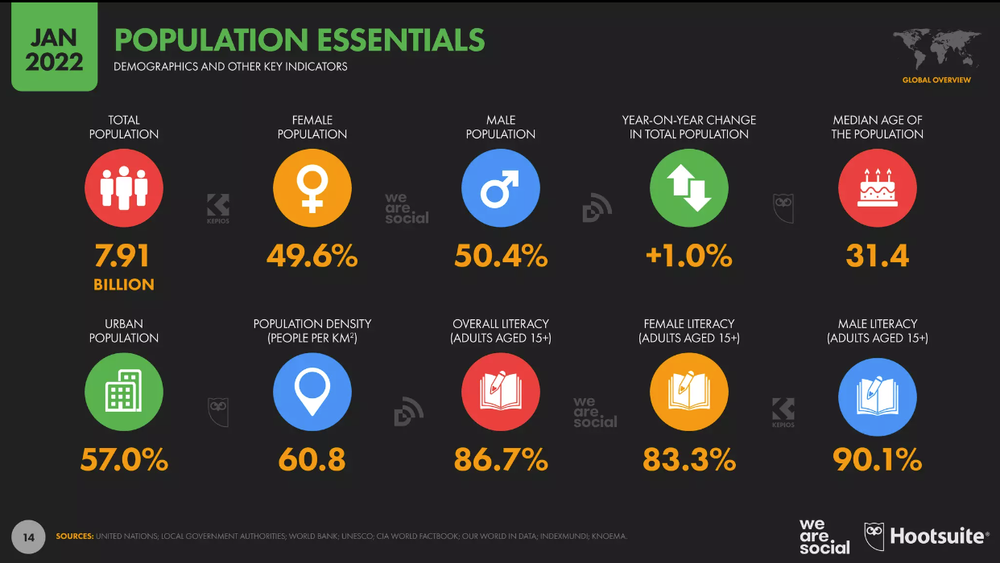 JAN
2022
POPULATION ESSENTIALS
DEMOGRAPHICS AND OTHER KEY INDICATORS
GLOBAL OVERVIEW
TOTAL
POPULATION
7.91
BILLION
FEMALE
POPULATION
49.6%
MALE
POPULATION
50.4%
YEAR-ON-YEAR CHANGE
IN TOTAL POPULATION
+1.0%
MEDIAN AGE OF
THE POPULATION
31.4
KEPIOS
we
are
social
URBAN
POPULATION
57.0%
POPULATION DENSITY
(PEOPLE PER KM²)
60.8
OVERALL LITERACY
(ADULTS AGED 15+)
86.7%
FEMALE LITERACY
(ADULTS AGED 15+)
83.3%
MALE LITERACY
(ADULTS AGED 15+)
90.1%
we
are
social
KEPIOS
14
SOURCES: UNITED NATIONS; LOCAL GOVERNMENT AUTHORITIES; WORLD BANK; UNESCO; CIA WORLD FACTBOOK; OUR WORLD IN DATA; INDEXMUNDI; KNOEMA.
we
are
social
Hootsuite®